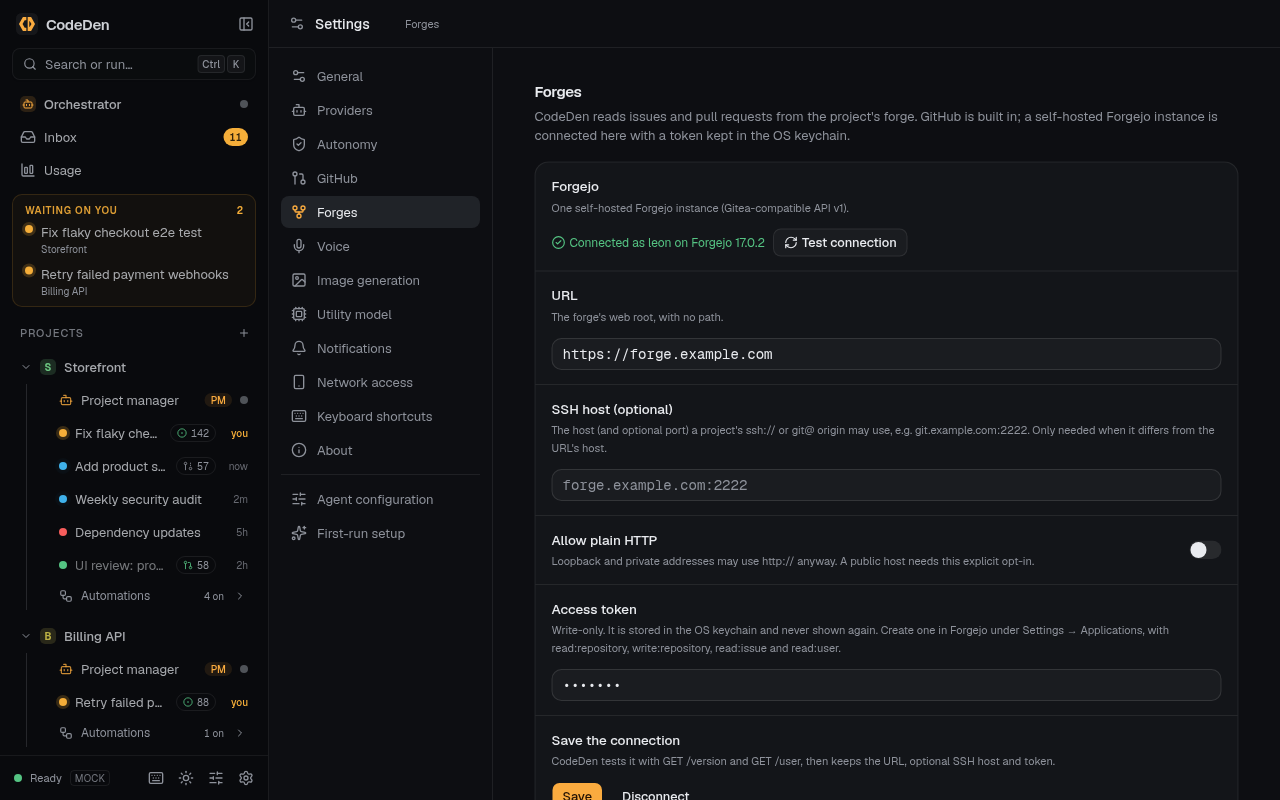 CodeDen
Search or run…
Ctrl K
Orchestrator
Inbox
11
Usage
WAITING ON YOU
2
Fix flaky checkout e2e test
Storefront
Retry failed payment webhooks
Billing API
PROJECTS
S Storefront
Project manager PM
Fix flaky che… 142 you
Add product s… 57 now
Weekly security audit 2m
Dependency updates 5h
UI review: pro… 58 2h
Automations 4 on
B Billing API
Project manager PM
Retry failed p… 88 you
Automations 1 on
Ready MOCK
Settings
Forges
General
Providers
Autonomy
GitHub
Forges
Voice
Image generation
Utility model
Notifications
Network access
Keyboard shortcuts
About
Agent configuration
First-run setup
Forges
CodeDen reads issues and pull requests from the project's forge. GitHub is built in; a self-hosted Forgejo instance is
connected here with a token kept in the OS keychain.
Forgejo
One self-hosted Forgejo instance (Gitea-compatible API v1).
Connected as leon on Forgejo 17.0.2
Test connection
URL
The forge's web root, with no path.
https://forge.example.com
SSH host (optional)
The host (and optional port) a project's ssh:// or git@ origin may use, e.g. git.example.com:2222. Only needed when it differs from the
URL's host.
forge.example.com:2222
Allow plain HTTP
Loopback and private addresses may use http:// anyway. A public host needs this explicit opt-in.
Access token
Write-only. It is stored in the OS keychain and never shown again. Create one in Forgejo under Settings → Applications, with
read:repository, write:repository, read:issue and read:user.
•••••••
Save the connection
CodeDen tests it with GET /version and GET /user, then keeps the URL, optional SSH host and token.
Save
Disconnect